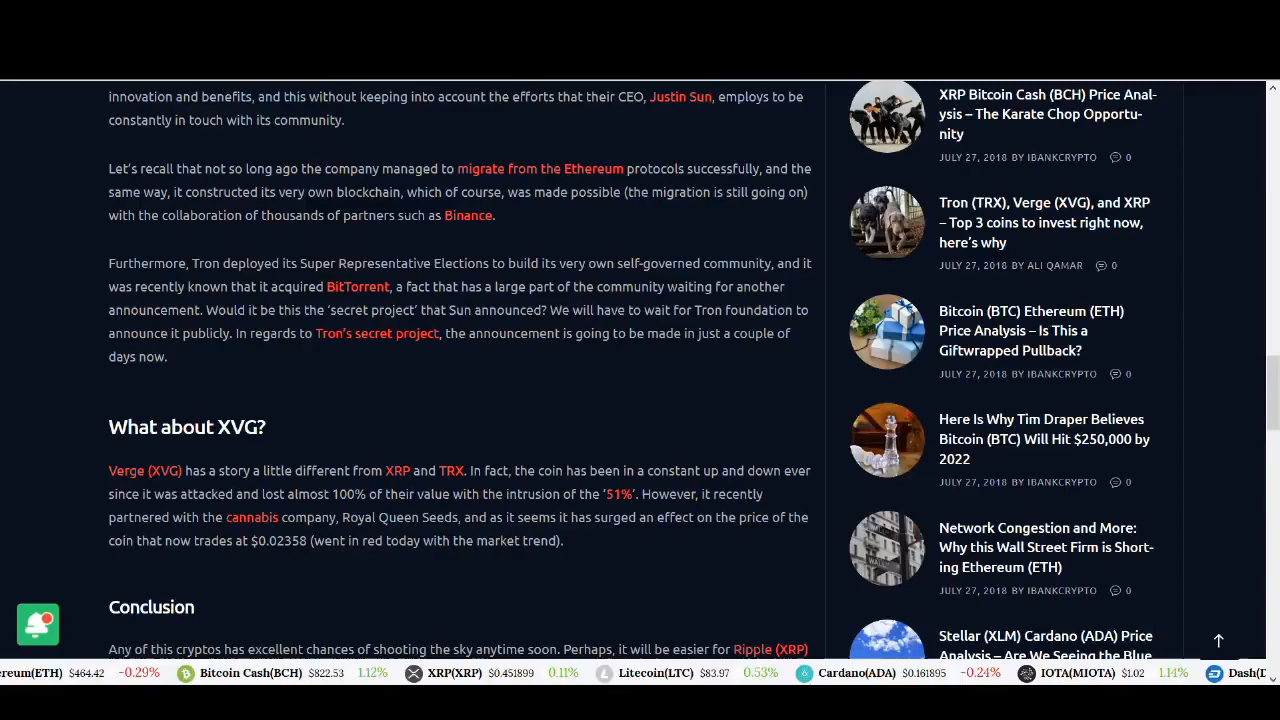 innovation and benefits, and this without keeping into account the efforts that their CEO, Justin Sun, employs to be
constantly in touch with its community.
Let’s recall that not so long ago the company managed to migrate from the Ethereum protocols successfully, and the
same way, it constructed its very own blockchain, which of course, was made possible (the migration is still going on)
with the collaboration of thousands of partners such as Binance.
Furthermore, Tron deployed its Super Representative Elections to build its very own self-governed community, and it
was recently known that it acquired BitTorrent, a fact that has a large part of the community waiting for another
announcement. Would it be this the ‘secret project’ that Sun announced? We will have to wait for Tron foundation to
announce it publicly. In regards to Tron’s secret project, the announcement is going to be made in just a couple of
days now.
What about XVG?
Verge (XVG) has a story a little different from XRP and TRX. In fact, the coin has been in a constant up and down ever
since it was attacked and lost almost 100% of their value with the intrusion of the ‘51%’. However, it recently
partnered with the cannabis company, Royal Queen Seeds, and as it seems it has surged an effect on the price of the
coin that now trades at $0.02358 (went in red today with the market trend).
Conclusion
Any of this cryptos has excellent chances of shooting the sky anytime soon. Perhaps, it will be easier for Ripple (XRP)
XRP Bitcoin Cash (BCH) Price Anal-
ysis – The Karate Chop Opportu-
nity
JULY 27, 2018 BY IBANKCRYPTO 0
Tron (TRX), Verge (XVG), and XRP
– Top 3 coins to invest right now,
here’s why
JULY 27, 2018 BY ALI QAMAR 0
Bitcoin (BTC) Ethereum (ETH)
Price Analysis – Is This a
Giftwrapped Pullback?
JULY 27, 2018 BY IBANKCRYPTO 0
Here Is Why Tim Draper Believes
Bitcoin (BTC) Will Hit $250,000 by
2022
JULY 27, 2018 BY IBANKCRYPTO 0
Network Congestion and More:
Why this Wall Street Firm is Short-
ing Ethereum (ETH)
JULY 27, 2018 BY IBANKCRYPTO 0
Stellar (XLM) Cardano (ADA) Price
Analysis – Are We Seeing the Blue
ereum(ETH) $464.42 -0.29% Bitcoin Cash(BCH) $822.53 1.12% XRP(XRP) $0.451899 0.11% Litecoin(LTC) $83.97 0.53% Cardano(ADA) $0.161895 -0.24% IOTA(MIOTA) $1.02 1.14% Dash(D